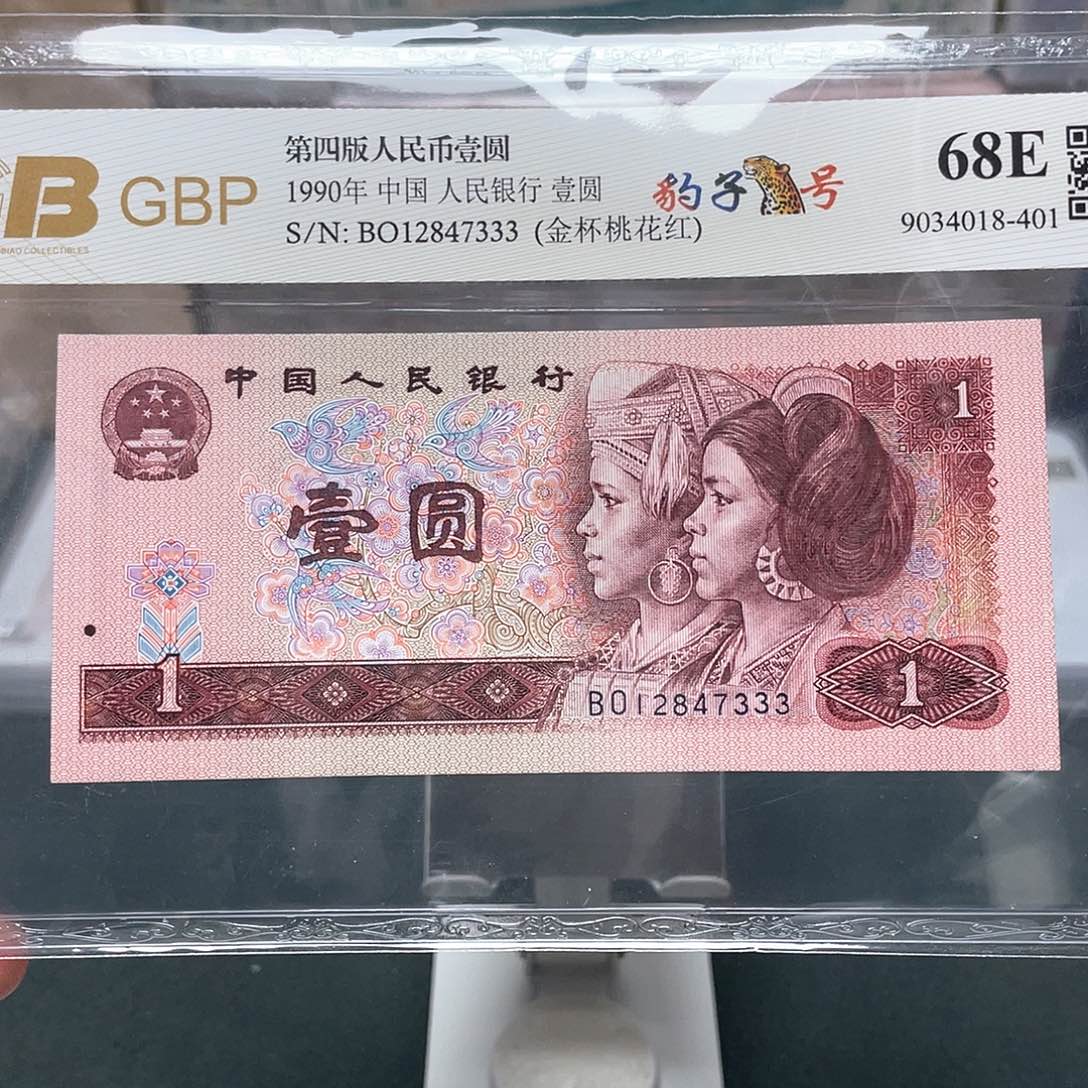 GB GBP
第四版人民币壹圆
1990年 中国 人民银行 壹圆
S/N: BO12847333 (金杯桃花红)
豹子号
68E
9034018-401
中国人民银行
壹圆
1
1
1
BO12847333